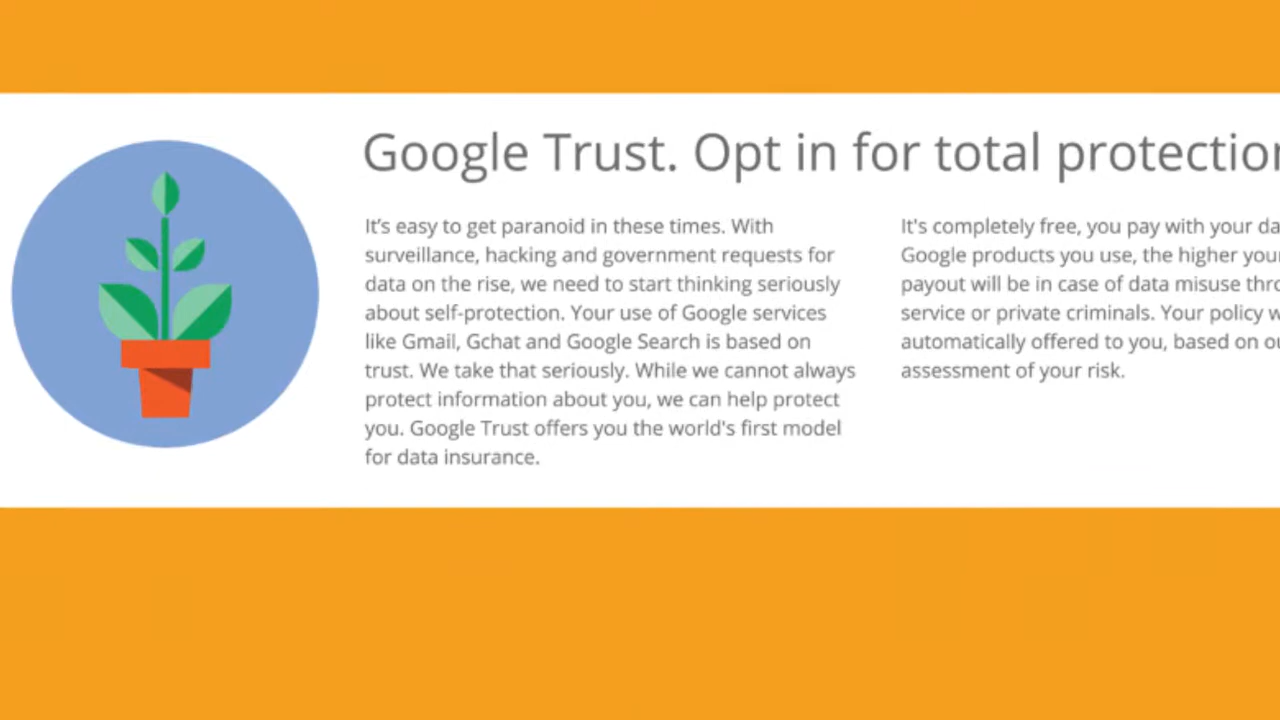 Google Trust. Opt in for total protection
It’s easy to get paranoid in these times. With
surveillance, hacking and government requests for
data on the rise, we need to start thinking seriously
about self-protection. Your use of Google services
like Gmail, Gchat and Google Search is based on
trust. We take that seriously. While we cannot always
protect information about you, we can help protect
you. Google Trust offers you the world's first model
for data insurance.
It's completely free, you pay with your
Google products you use, the higher your
payout will be in case of data misuse
service or private criminals. Your policy
automatically offered to you, based on
assessment of your risk.